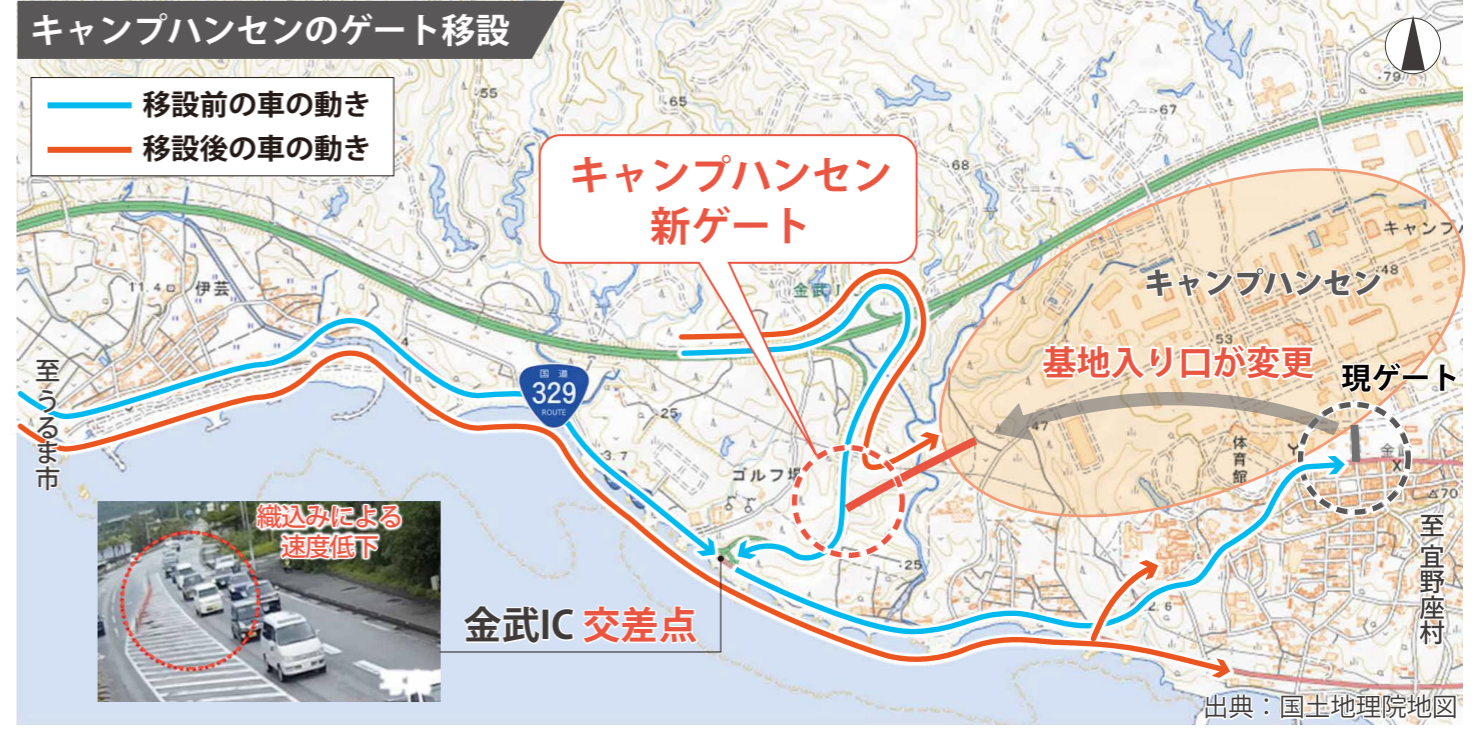 キャンプハンセンのゲート移設
移設前の車の動き
移設後の車の動き
55
65
67
79
68
キャンプハンセン
新ゲート
キャンプハ
48
キャンプハンセン
金武I
11.4
伊芸
4
53
基地入り口が変更
現ゲート
至うるま市
国道
329
ROUTE
25
47
3.7
ゴルフ場
体育館
金
70
織込みによる
速度低下
25
至宜野座村
2.6
金武IC 交差点
出典：国土地理院地図